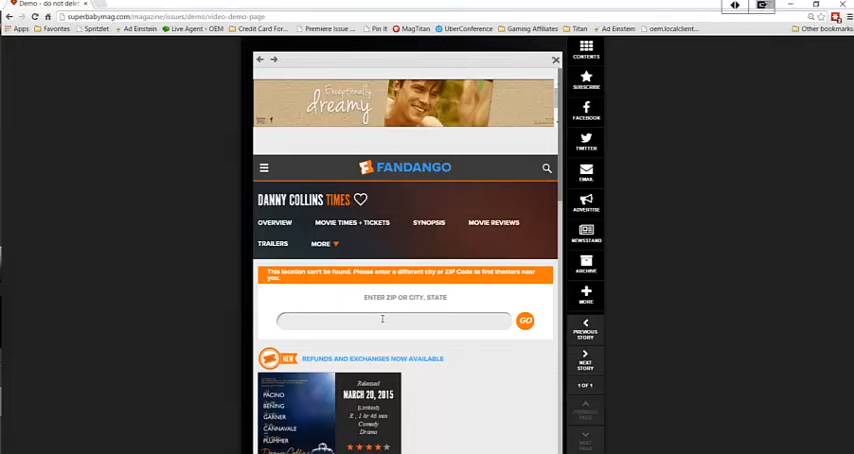 Demo - do not delet
superbabymag.com/magazine/issues/demo/video-demo-page
Apps Favorites Spritzlet Ad Einstein Live Agent - OEM Credit Card For... Premiere Issue ... Pin It MagTitan UberConference Gaming Affiliates Titan Ad Einstein oem.localclient... Other bookmarks
CONTENTS
SUBSCRIBE
FACEBOOK
TWITTER
EMAIL
ADVERTISE
NEWSSTAND
ARCHIVE
MORE
PREVIOUS STORY
NEXT STORY
1 OF 1
PREVIOUS PAGE
NEXT PAGE
Exceptionally
dreamy
FANDANGO
DANNY COLLINS TIMES
OVERVIEW MOVIE TIMES + TICKETS SYNOPSIS MOVIE REVIEWS
TRAILERS MORE
This location can't be found. Please enter a different city or ZIP Code to find theaters near
you.
ENTER ZIP OR CITY, STATE
GO
NEW REFUNDS AND EXCHANGES NOW AVAILABLE
PACINO
BENING
GARNER
CANNAVALE
PLUMMER
Released
MARCH 20, 2015
(Limited)
R, 1 hr 46 min
Comedy
Drama